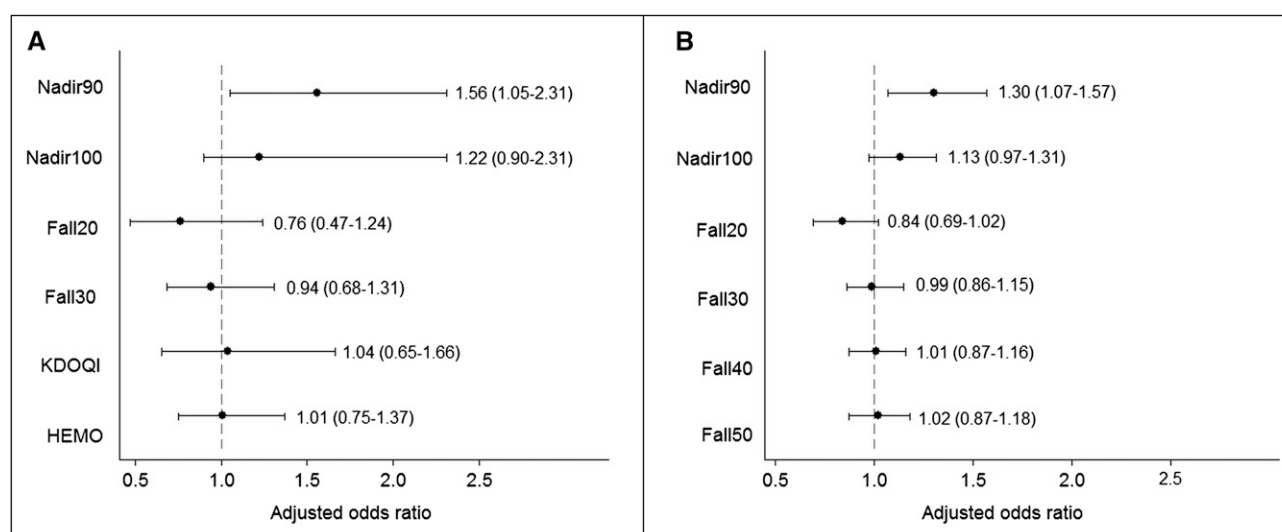 A
Nadir90
1.56 (1.05-2.31)
Nadir100
1.22 (0.90-2.31)
Fall20
0.76 (0.47-1.24)
Fall30
0.94 (0.68-1.31)
KDOQI
1.04 (0.65-1.66)
HEMO
1.01 (0.75-1.37)
0.5 1.0 1.5 2.0 2.5
Adjusted odds ratio
B
Nadir90
1.30 (1.07-1.57)
Nadir100
1.13 (0.97-1.31)
Fall20
0.84 (0.69-1.02)
Fall30
0.99 (0.86-1.15)
Fall40
1.01 (0.87-1.16)
Fall50
1.02 (0.87-1.18)
0.5 1.0 1.5 2.0 2.5
Adjusted odds ratio